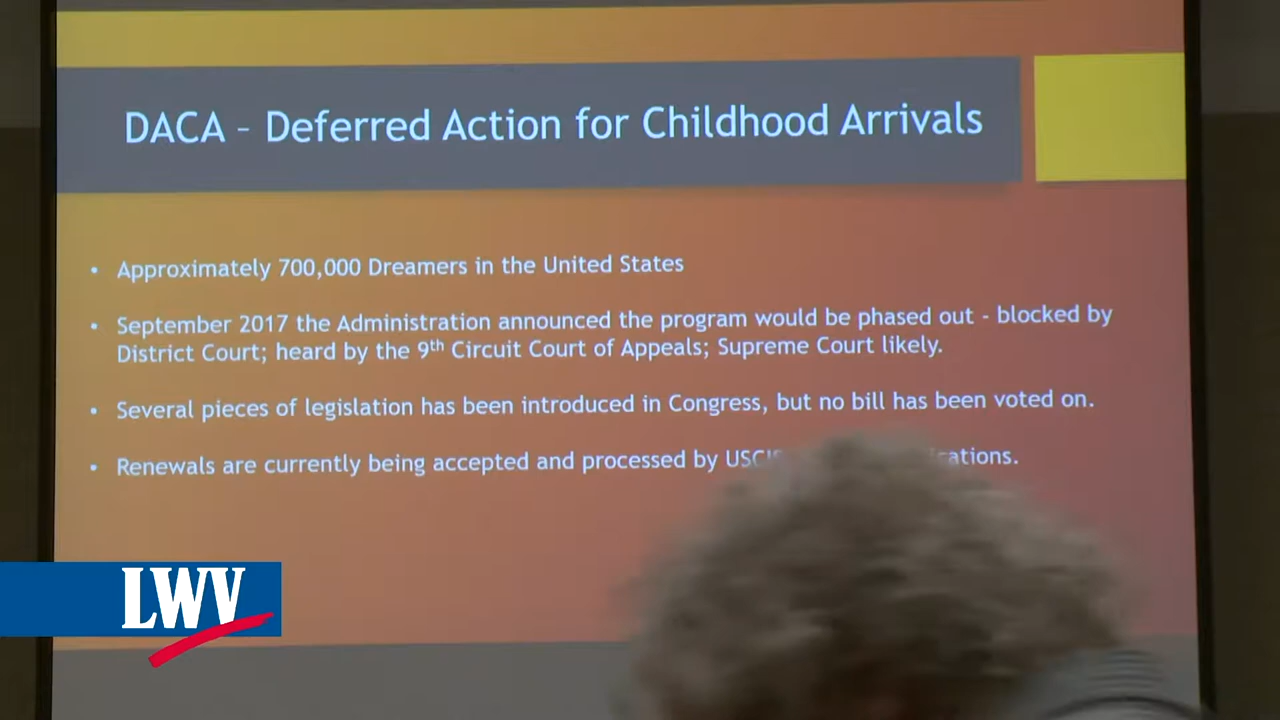 DACA – Deferred Action for Childhood Arrivals
• Approximately 700,000 Dreamers in the United States
• September 2017 the Administration announced the program would be phased out - blocked by
District Court; heard by the 9th Circuit Court of Appeals; Supreme Court likely.
• Several pieces of legislation has been introduced in Congress, but no bill has been voted on.
• Renewals are currently being accepted and processed by
LWV